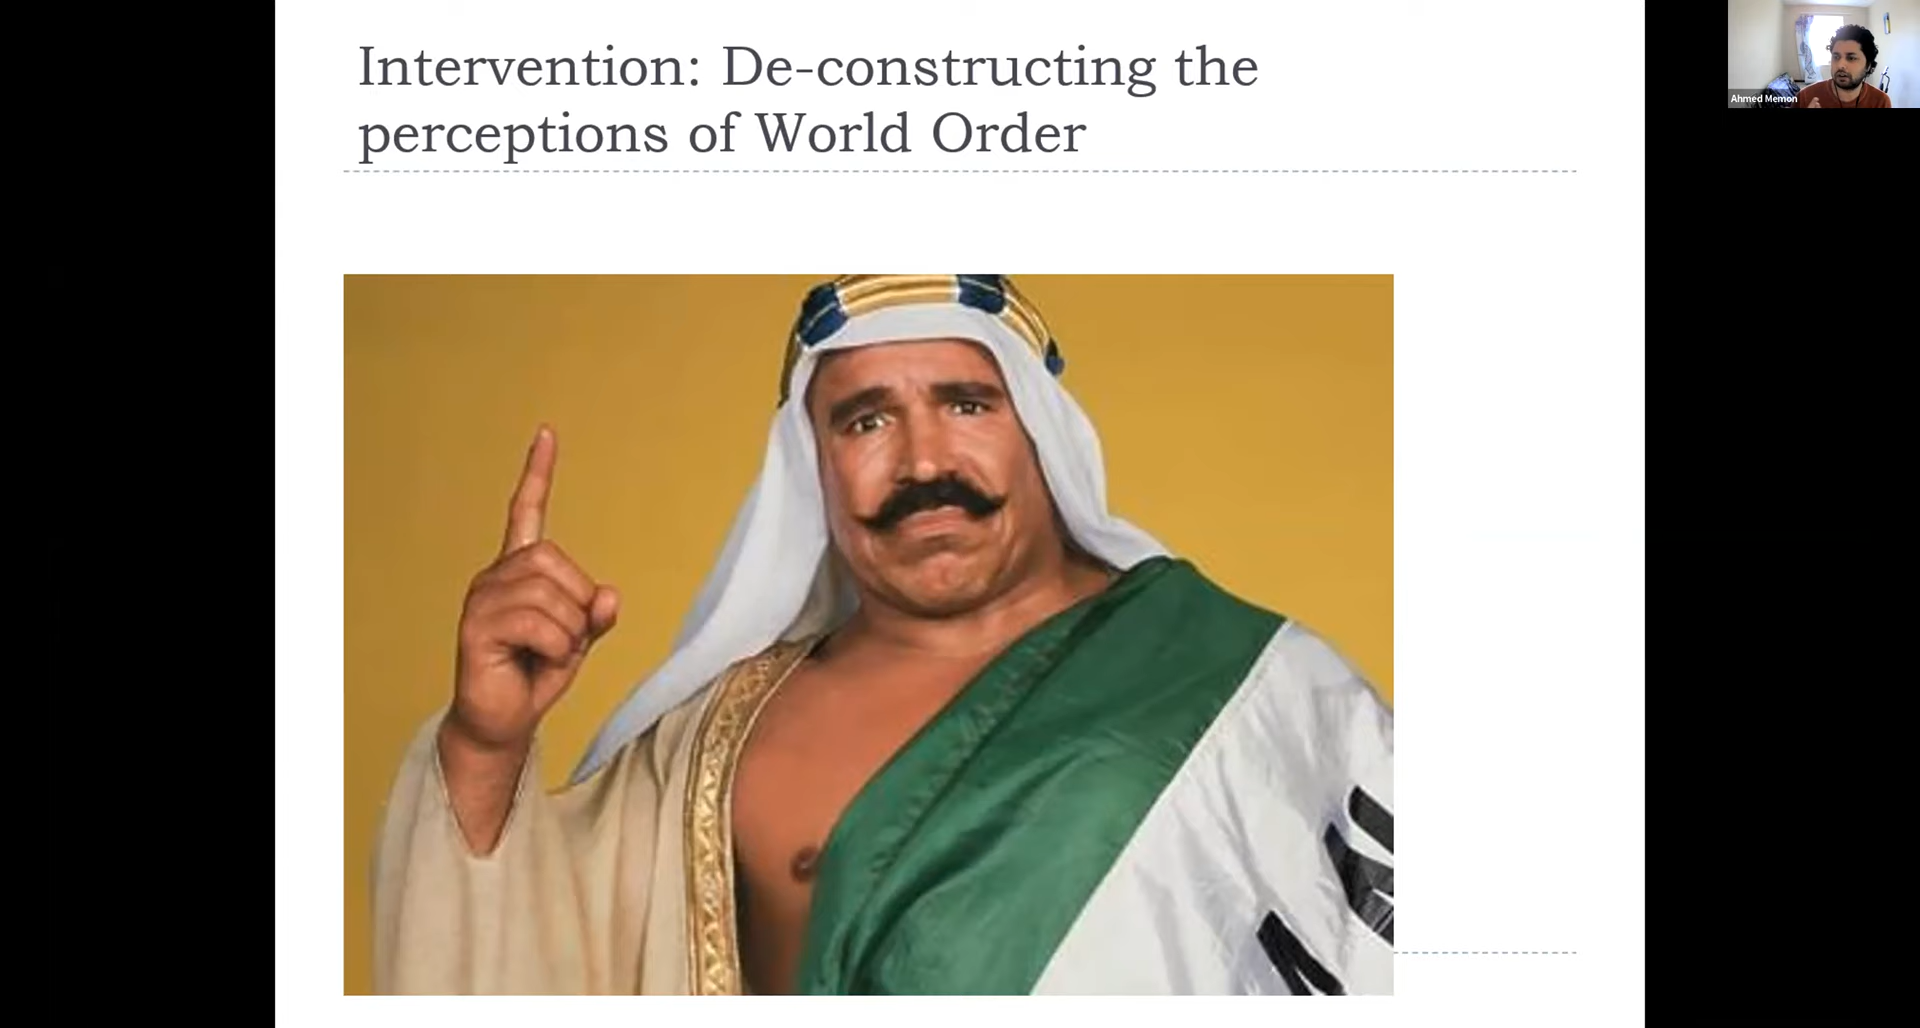 Intervention: De-constructing the
perceptions of World Order
Ahmed Memon